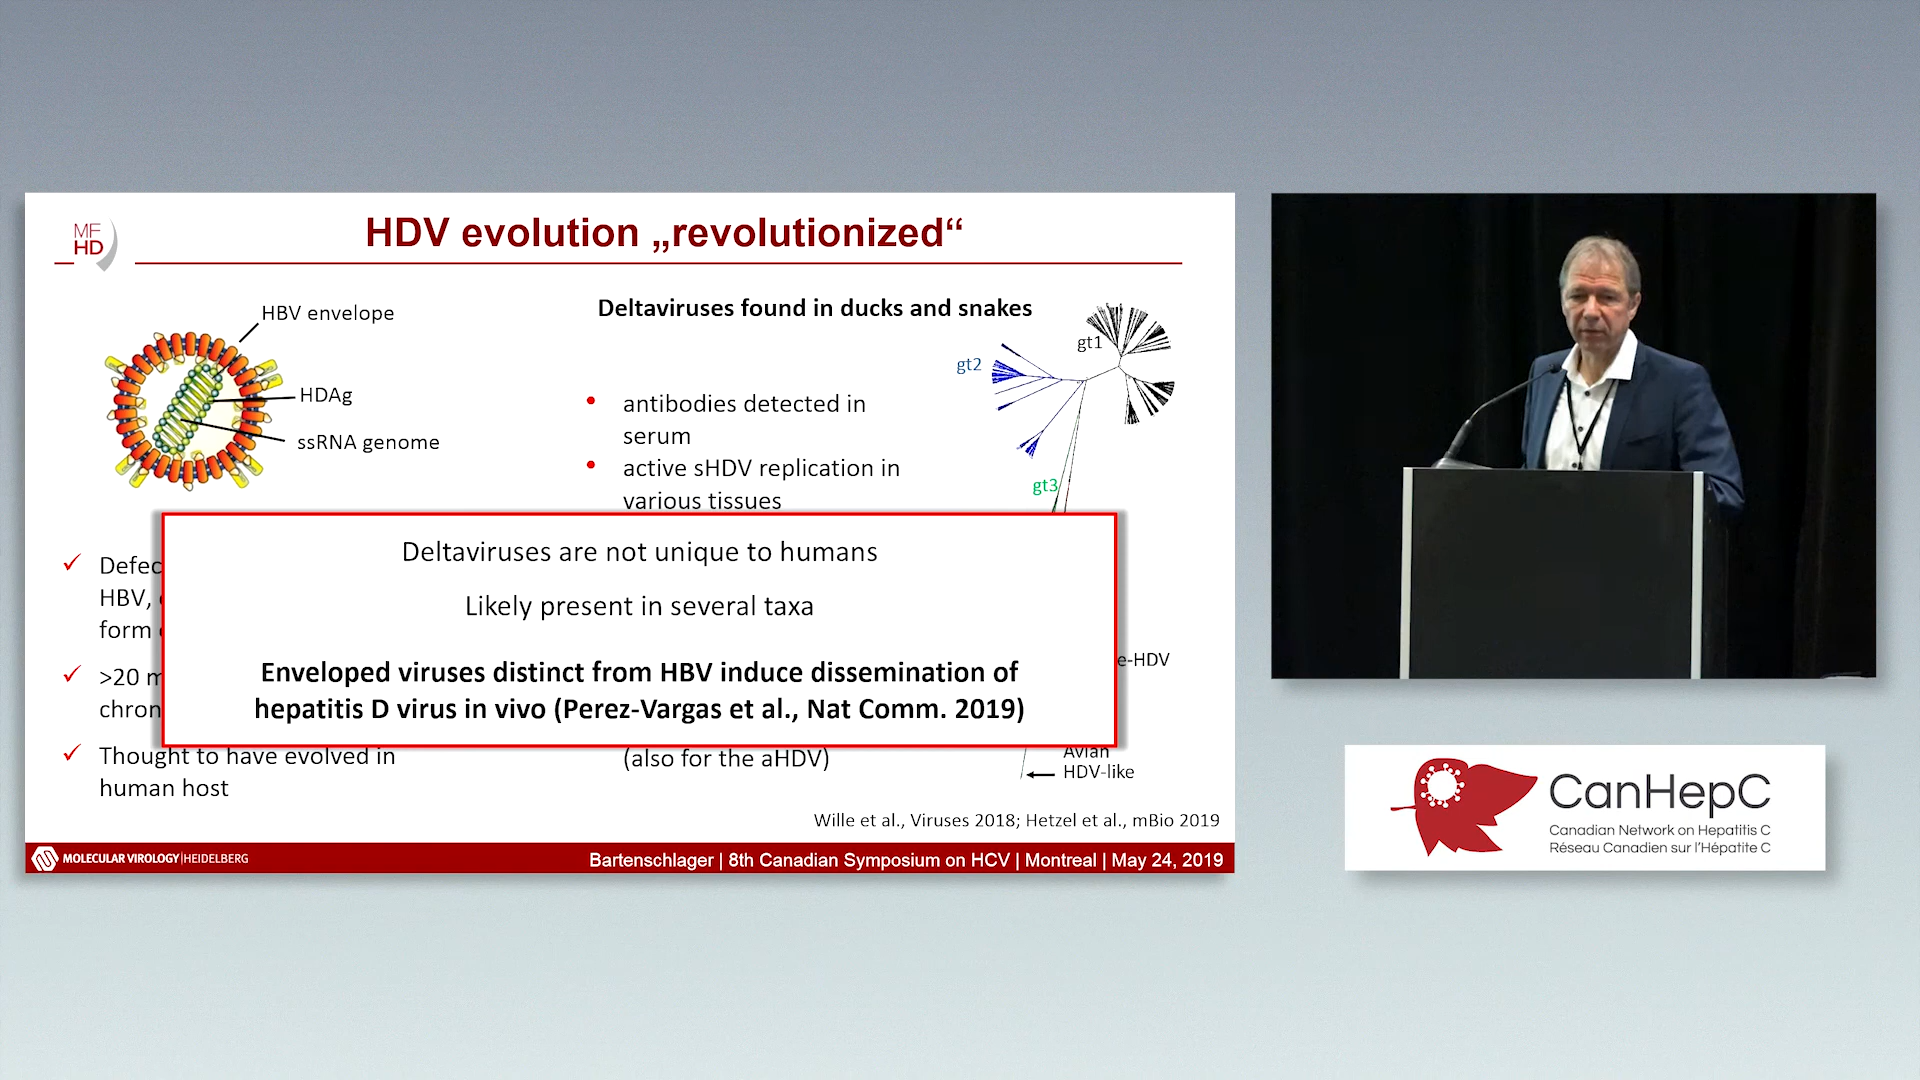 MF
HD
HDV evolution „revolutionized“
HBV envelope
HDAg
ssRNA genome
Deltaviruses found in ducks and snakes
gt1
gt2
gt3
• antibodies detected in
serum
• active sHDV replication in
various tissues
✓ Defec
HBV,
form
✓ >20 m
chron
✓ Thought to have evolved in
human host
Deltaviruses are not unique to humans
Likely present in several taxa
Enveloped viruses distinct from HBV induce dissemination of
hepatitis D virus in vivo (Perez-Vargas et al., Nat Comm. 2019)
e-HDV
(also for the aHDV)
Avian
HDV-like
Wille et al., Viruses 2018; Hetzel et al., mBio 2019
MOLECULAR VIROLOGY|HEIDELBERG
Bartenschlager | 8th Canadian Symposium on HCV | Montreal | May 24, 2019
CanHepC
Canadian Network on Hepatitis C
Réseau Canadien sur l'Hépatite C